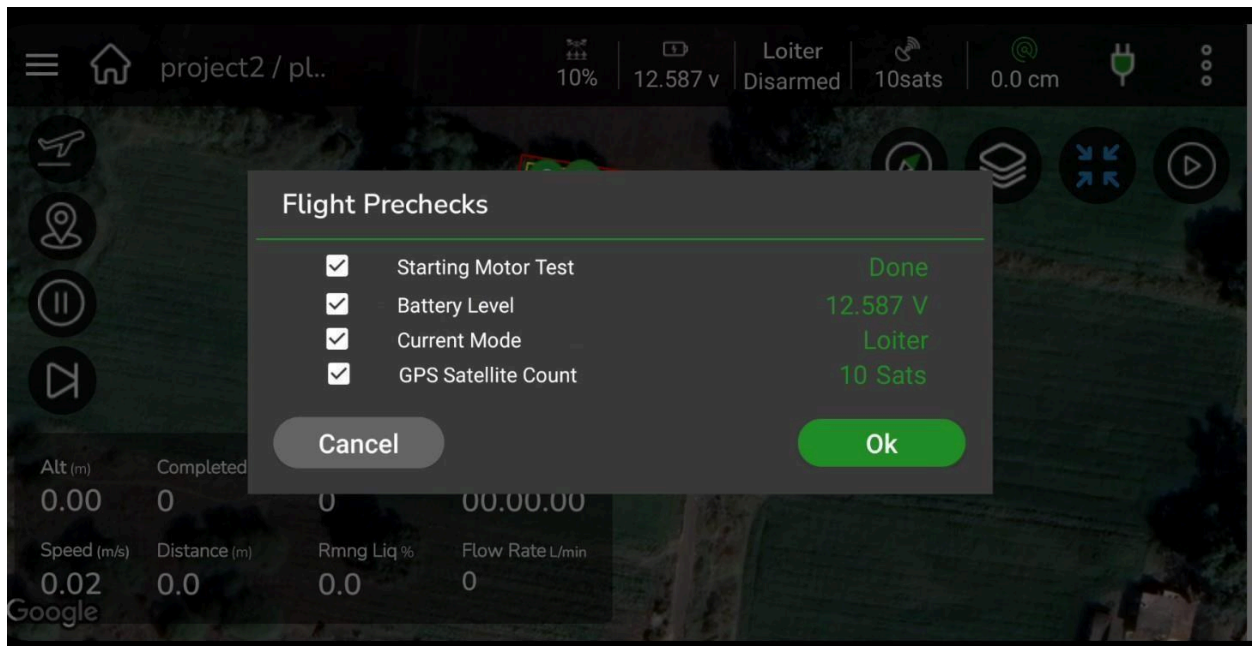 project2 / pl..
10%
12.587 v
Loiter
Disarmed
10sats
0.0 cm
Flight Prechecks
Starting Motor Test Done
Battery Level 12.587 V
Current Mode Loiter
GPS Satellite Count 10 Sats
Cancel Ok
Alt (m) Completed
0.00 0 0 00.00.00
Speed (m/s) Distance (m) Rmng Liq % Flow Rate L/min
0.02 0.0 0.0 0
Google